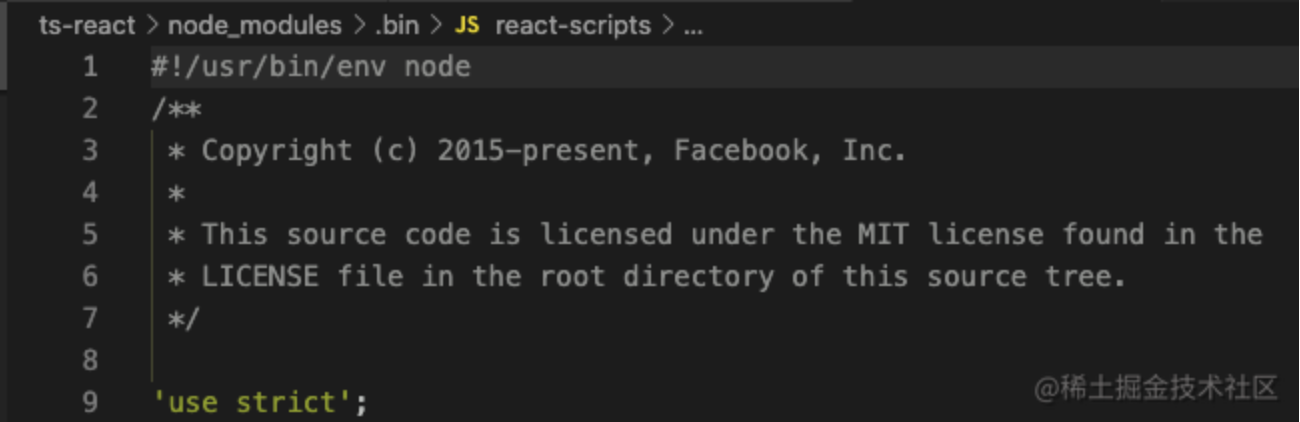 ts-react > node_modules > .bin > JS react-scripts > ...
1 #!/usr/bin/env node
2 /**
3  * Copyright (c) 2015-present, Facebook, Inc.
4  *
5  * This source code is licensed under the MIT license found in the
6  * LICENSE file in the root directory of this source tree.
7  */
8
9 'use strict';
@稀土掘金技术社区